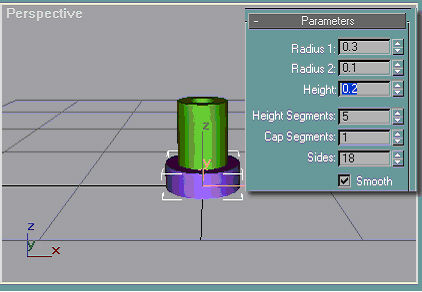 Perspective
- Parameters
Radius 1: 0.3
Radius 2: 0.1
Height: 0.2
Height Segments: 5
Cap Segments: 1
Sides: 18
Smooth
z
y
z
y
x